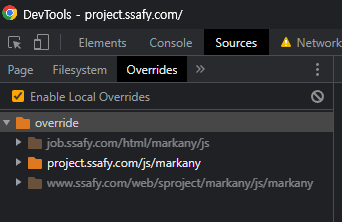 DevTools - project.ssafy.com/
Elements Console Sources Network
Page Filesystem Overrides »
Enable Local Overrides
override
job.ssafy.com/html/markany/js
project.ssafy.com/js/markany
www.ssafy.com/web/sproject/markany/js/markany